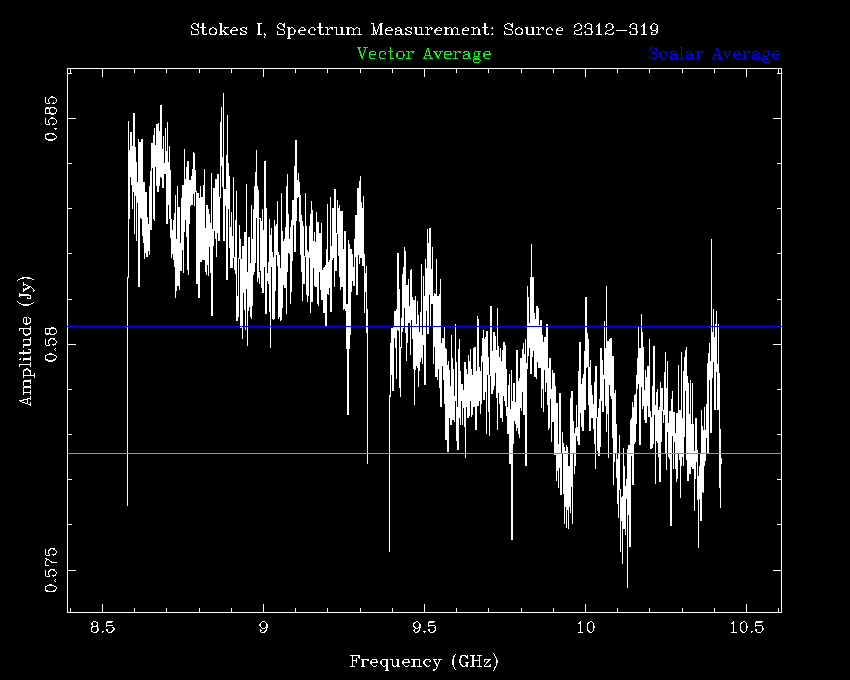 Stokes I, Spectrum Measurement: Source 2312-319
Vector Average Scalar Average
0.585
0.58
0.575
Amplitude (Jy)
8.5 9 9.5 10 10.5
Frequency (GHz)